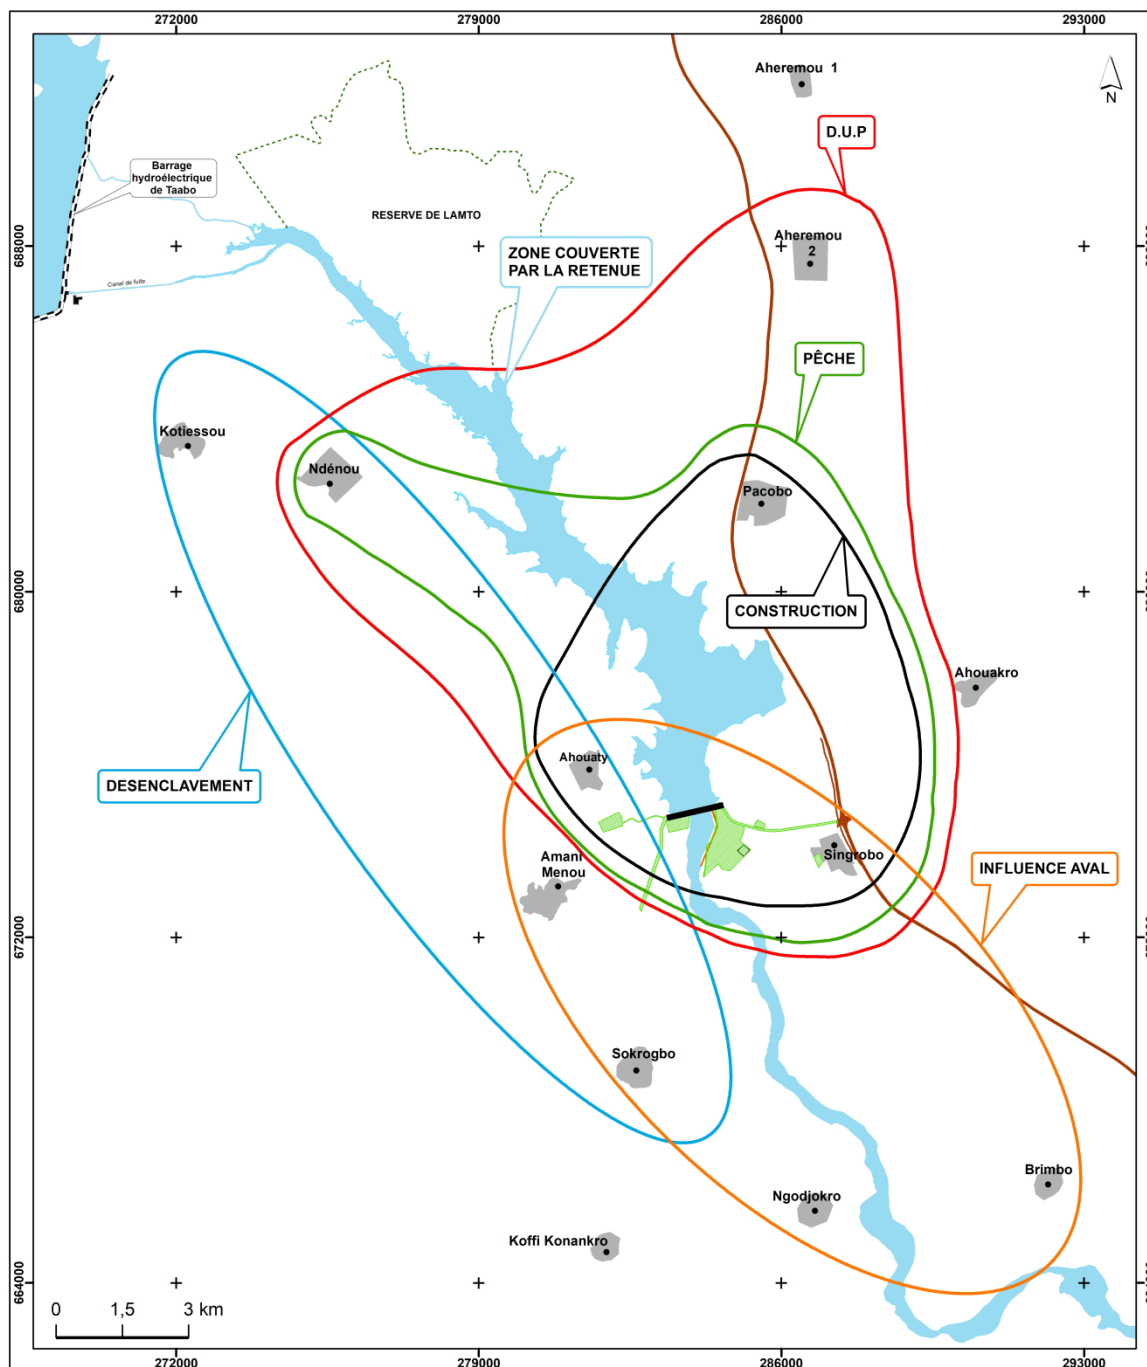 272000
279000
286000
293000
Aheremou 1
N
D.U.P
Barrage
hydroélectrique
de Taabo
RESERVE DE LAMTO
688000
Aheremou
2
ZONE COUVERTE
PAR LA RETENUE
Canal de fuite
PÊCHE
Kotiessou
Ndénou
Pacobo
680000
CONSTRUCTION
Ahouakro
Ahouaty
DESENCLAVEMENT
Singrobo
Amani
Menou
INFLUENCE AVAL
672000
Sokrogbo
Brimbo
Ngodjokro
Koffi Konankro
664000
0
1,5
3 km
272000
279000
286000
293000